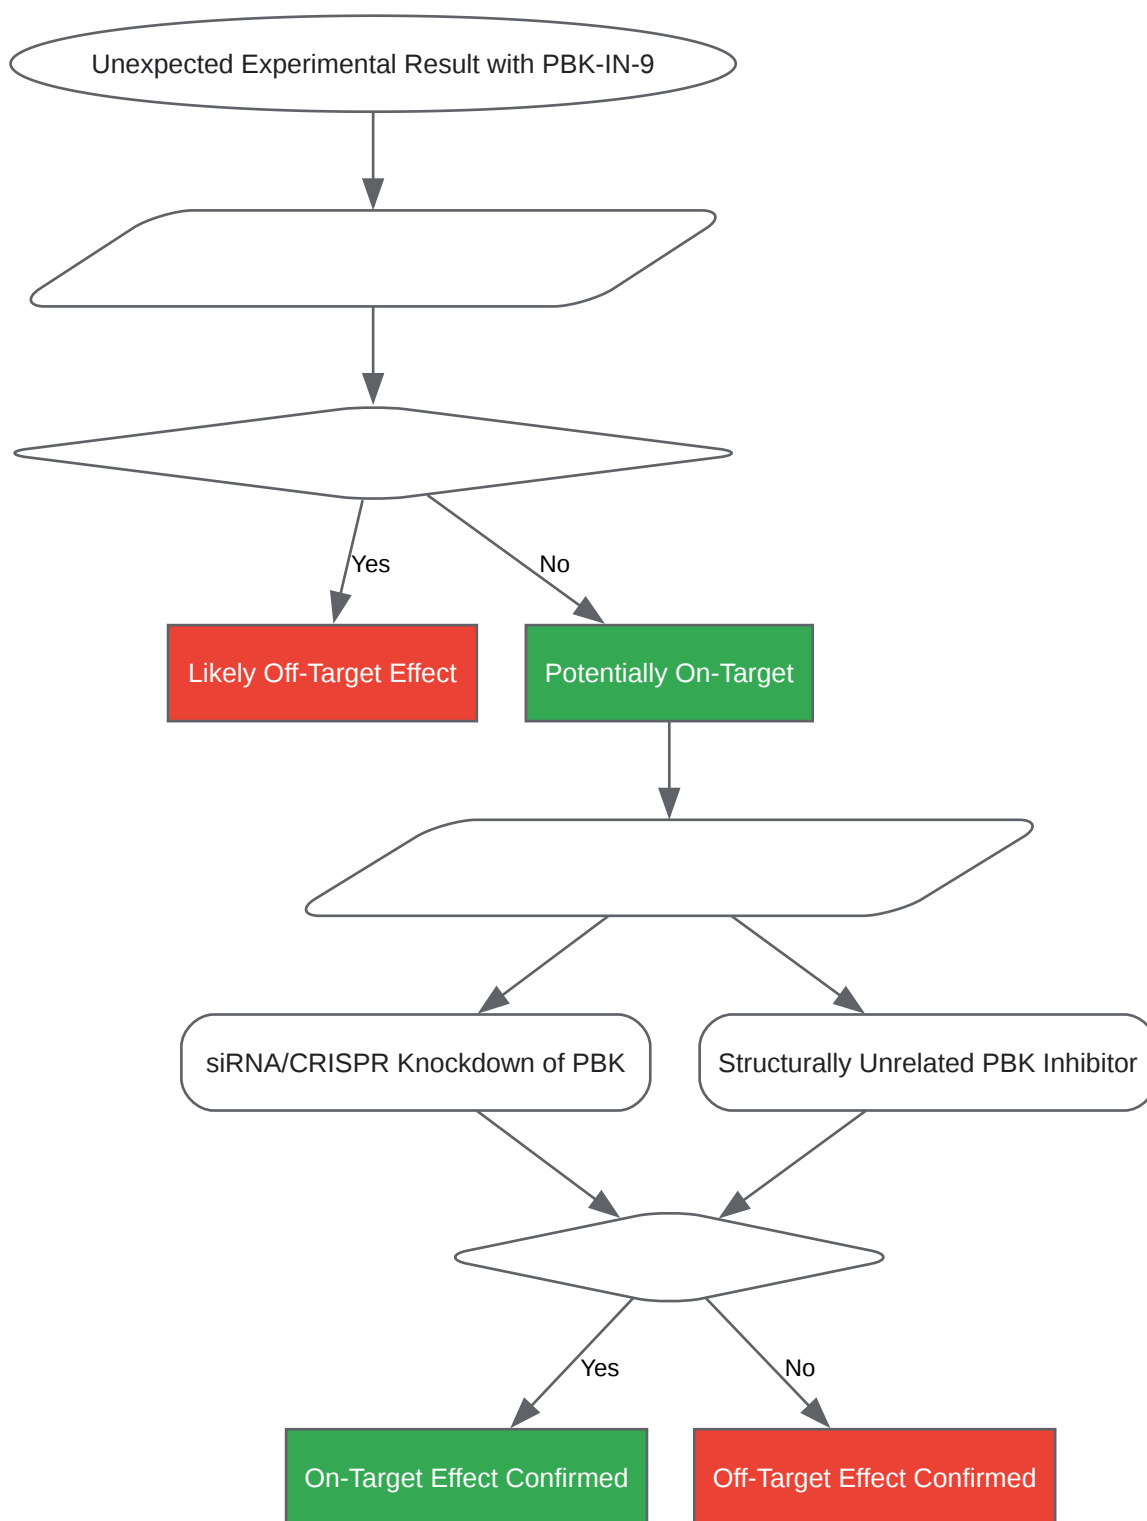 Unexpected Experimental Result with PBK-IN-9
Yes
No
Likely Off-Target Effect
Potentially On-Target
siRNA/CRISPR Knockdown of PBK
Structurally Unrelated PBK Inhibitor
Yes
No
On-Target Effect Confirmed
Off-Target Effect Confirmed